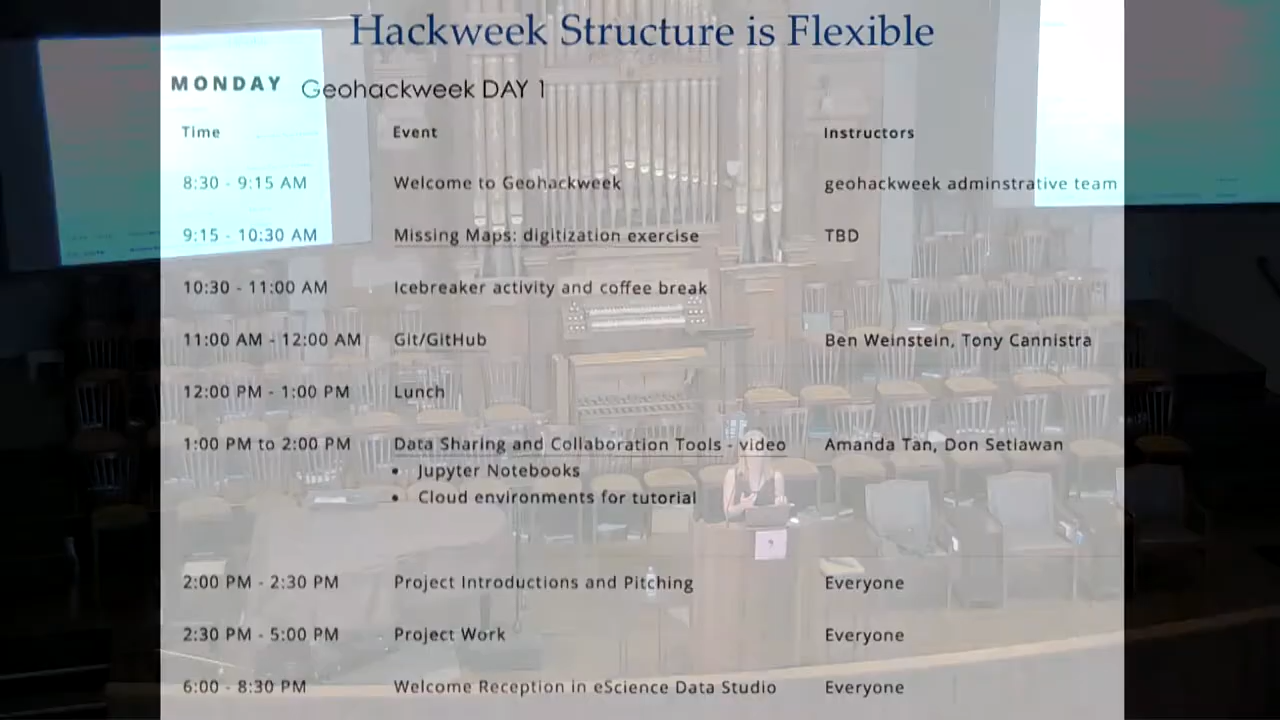 Hackweek Structure is Flexible
MONDAY Geohackweek DAY 1
Time Event Instructors
8:30 - 9:15 AM Welcome to Geohackweek geohackweek adminstrative team
9:15 - 10:30 AM Missing Maps: digitization exercise TBD
10:30 - 11:00 AM Icebreaker activity and coffee break
11:00 AM - 12:00 AM Git/GitHub Ben Weinstein, Tony Cannistra
12:00 PM - 1:00 PM Lunch
1:00 PM to 2:00 PM Data Sharing and Collaboration Tools - video Amanda Tan, Don Setiawan
• Jupyter Notebooks
• Cloud environments for tutorial
2:00 PM - 2:30 PM Project Introductions and Pitching Everyone
2:30 PM - 5:00 PM Project Work Everyone
6:00 - 8:30 PM Welcome Reception in eScience Data Studio Everyone